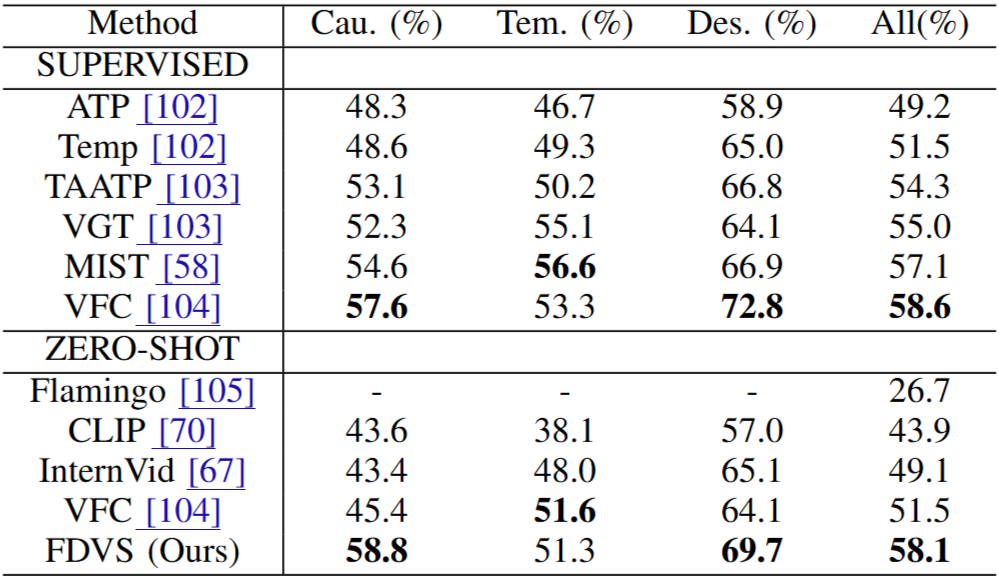 Method Cau. (%) Tem. (%) Des. (%) All(%)
SUPERVISED
ATP [102] 48.3 46.7 58.9 49.2
Temp [102] 48.6 49.3 65.0 51.5
TAATP [103] 53.1 50.2 66.8 54.3
VGT [103] 52.3 55.1 64.1 55.0
MIST [58] 54.6 56.6 66.9 57.1
VFC [104] 57.6 53.3 72.8 58.6
ZERO-SHOT
Flamingo [105] - - - 26.7
CLIP [70] 43.6 38.1 57.0 43.9
InternVid [67] 43.4 48.0 65.1 49.1
VFC [104] 45.4 51.6 64.1 51.5
FDVS (Ours) 58.8 51.3 69.7 58.1